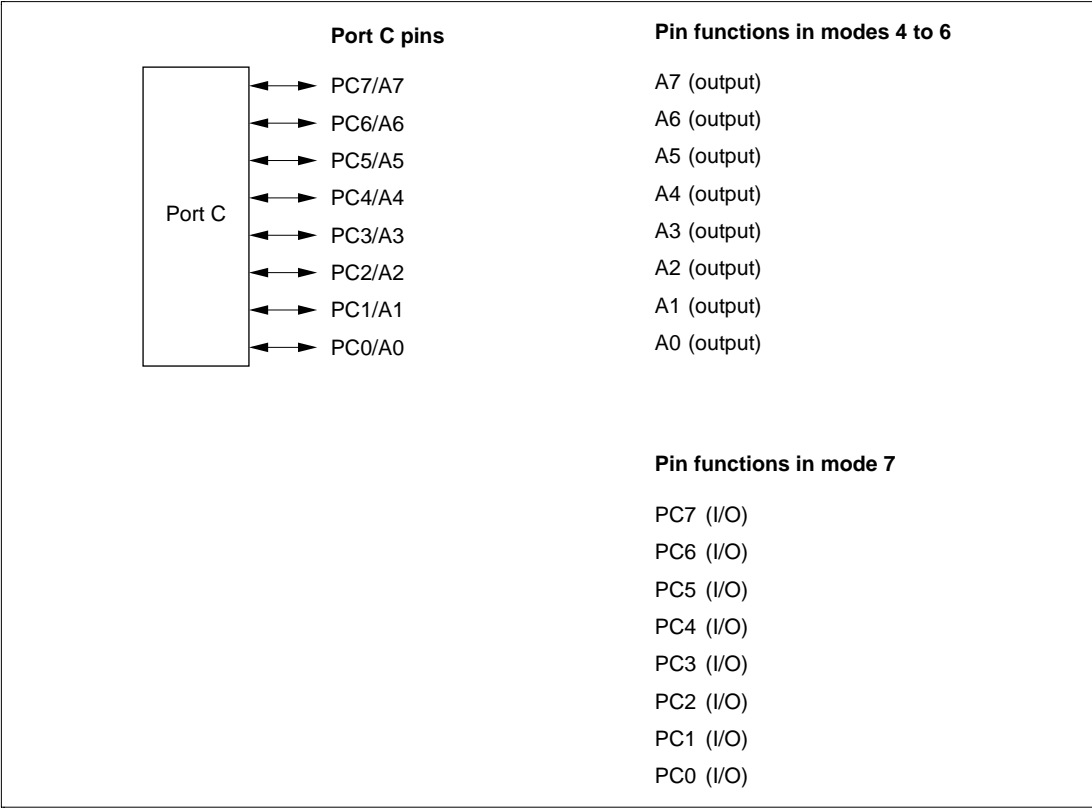 Port C pins
Pin functions in modes 4 to 6
Port C
PC7/A7
A7 (output)
PC6/A6
A6 (output)
PC5/A5
A5 (output)
PC4/A4
A4 (output)
PC3/A3
A3 (output)
PC2/A2
A2 (output)
PC1/A1
A1 (output)
PC0/A0
A0 (output)
Pin functions in mode 7
PC7 (I/O)
PC6 (I/O)
PC5 (I/O)
PC4 (I/O)
PC3 (I/O)
PC2 (I/O)
PC1 (I/O)
PC0 (I/O)